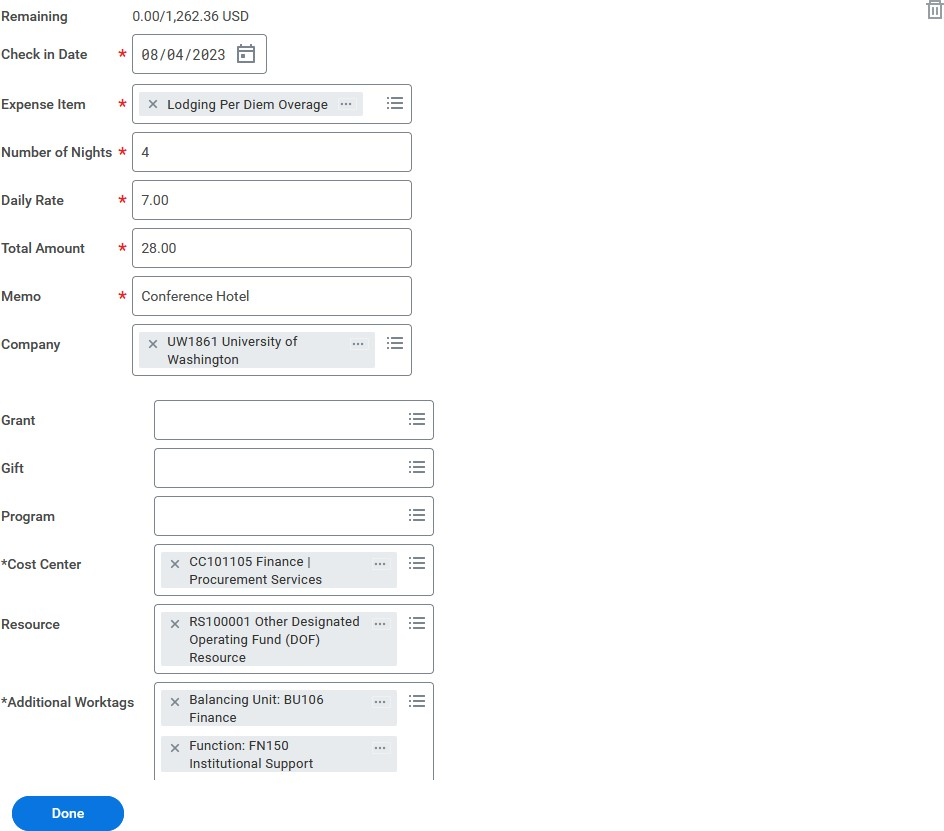 Remaining 0.00/1,262.36 USD
Check in Date * 08/04/2023
Expense Item * × Lodging Per Diem Overage ...
Number of Nights * 4
Daily Rate * 7.00
Total Amount * 28.00
Memo * Conference Hotel
Company × UW1861 University of ...
Washington
Grant
Gift
Program
*Cost Center × CC101105 Finance | ...
Procurement Services
Resource × RS100001 Other Designated ...
Operating Fund (DOF)
Resource
*Additional Worktags × Balancing Unit: BU106 ...
Finance
× Function: FN150 ...
Institutional Support
Done